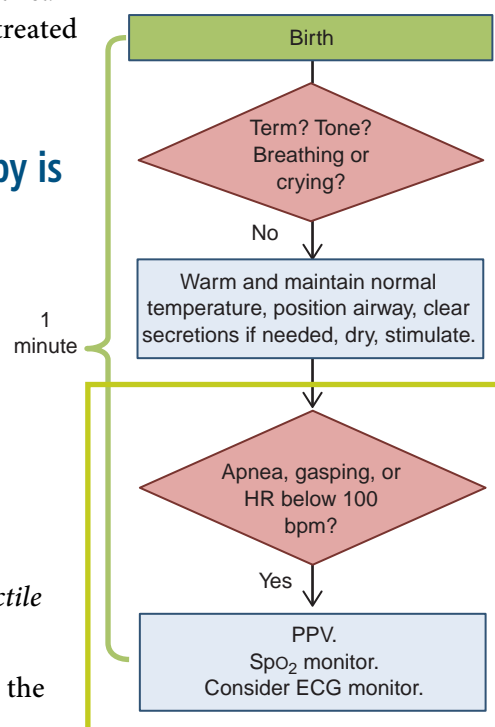 treated
Birth
Term? Tone?
Breathing or
crying?
by is
No
Warm and maintain normal
temperature, position airway, clear
secretions if needed, dry, stimulate.
1
minute
Apnea, gasping, or
HR below 100
bpm?
Yes
ctile
PPV.
SpO₂ monitor.
Consider ECG monitor.
the